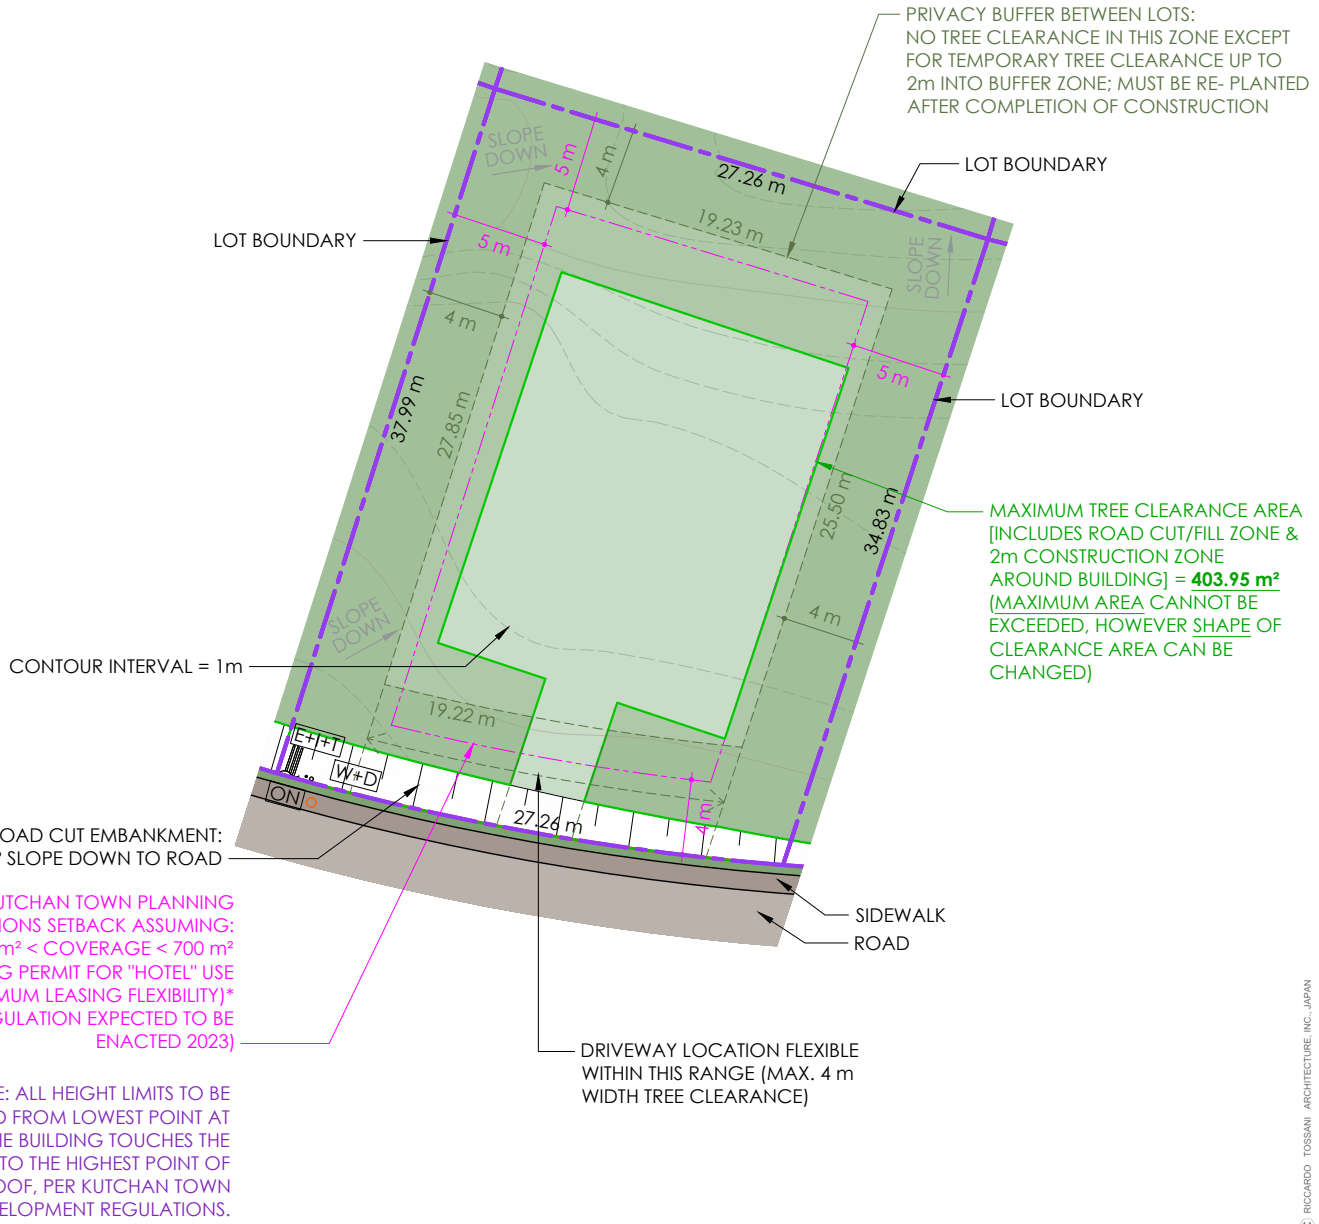 PRIVACY BUFFER BETWEEN LOTS:
NO TREE CLEARANCE IN THIS ZONE EXCEPT
FOR TEMPORARY TREE CLEARANCE UP TO
2m INTO BUFFER ZONE; MUST BE RE- PLANTED
AFTER COMPLETION OF CONSTRUCTION
SLOPE
DOWN
5 m
4 m
27.26 m
LOT BOUNDARY
19.23 m
LOT BOUNDARY
5 m
SLOPE
DOWN
4 m
5 m
37.99 m
27.85 m
LOT BOUNDARY
25.50 m
34.83 m
MAXIMUM TREE CLEARANCE AREA
[INCLUDES ROAD CUT/FILL ZONE &
2m CONSTRUCTION ZONE
AROUND BUILDING] = 403.95 m²
(MAXIMUM AREA CANNOT BE
EXCEEDED, HOWEVER SHAPE OF
CLEARANCE AREA CAN BE
CHANGED)
4 m
SLOPE
DOWN
CONTOUR INTERVAL = 1m
19.22 m
E+I+T
W+D
ON
27.26 m
4 m
OAD CUT EMBANKMENT:
SLOPE DOWN TO ROAD
UTCHAN TOWN PLANNING
IONS SETBACK ASSUMING:
m² < COVERAGE < 700 m²
G PERMIT FOR "HOTEL" USE
MUM LEASING FLEXIBILITY)*
GULATION EXPECTED TO BE
ENACTED 2023)
SIDEWALK
ROAD
DRIVEWAY LOCATION FLEXIBLE
WITHIN THIS RANGE (MAX. 4 m
WIDTH TREE CLEARANCE)
E: ALL HEIGHT LIMITS TO BE
D FROM LOWEST POINT AT
HE BUILDING TOUCHES THE
TO THE HIGHEST POINT OF
OOF, PER KUTCHAN TOWN
ELOPMENT REGULATIONS.
© RICCARDO TOSSANI ARCHITECTURE, INC., JAPAN